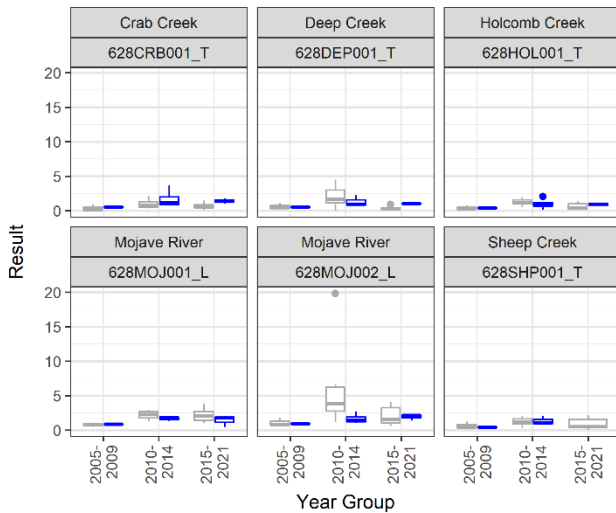 Crab Creek
Deep Creek
Holcomb Creek
628CRB001_T
628DEP001_T
628HOL001_T
20
15
10
5
0
Mojave River
Mojave River
Sheep Creek
628MOJ001_L
628MOJ002_L
628SHP001_T
20
15
10
5
0
Result
2005-
2009
2010-
2014
2015-
2021
2005-
2009
2010-
2014
2015-
2021
2005-
2009
2010-
2014
2015-
2021
Year Group